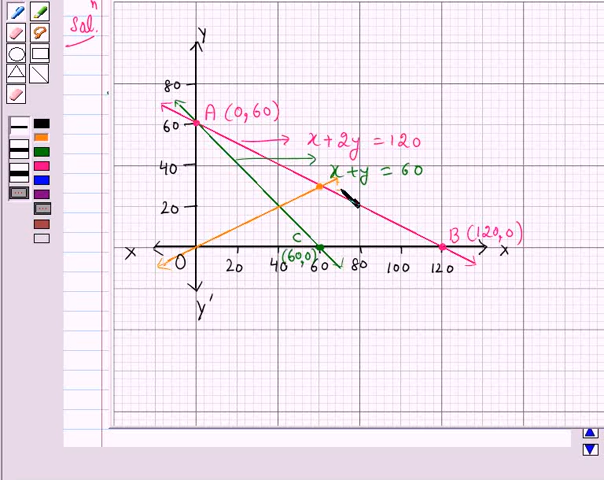 n
Sol.
y
80
A (0,60)
60
x + 2y = 120
40
x + y = 60
20
C
B (120,0)
x
O
(60,0)
x
20
40
60
80
100
120
y'